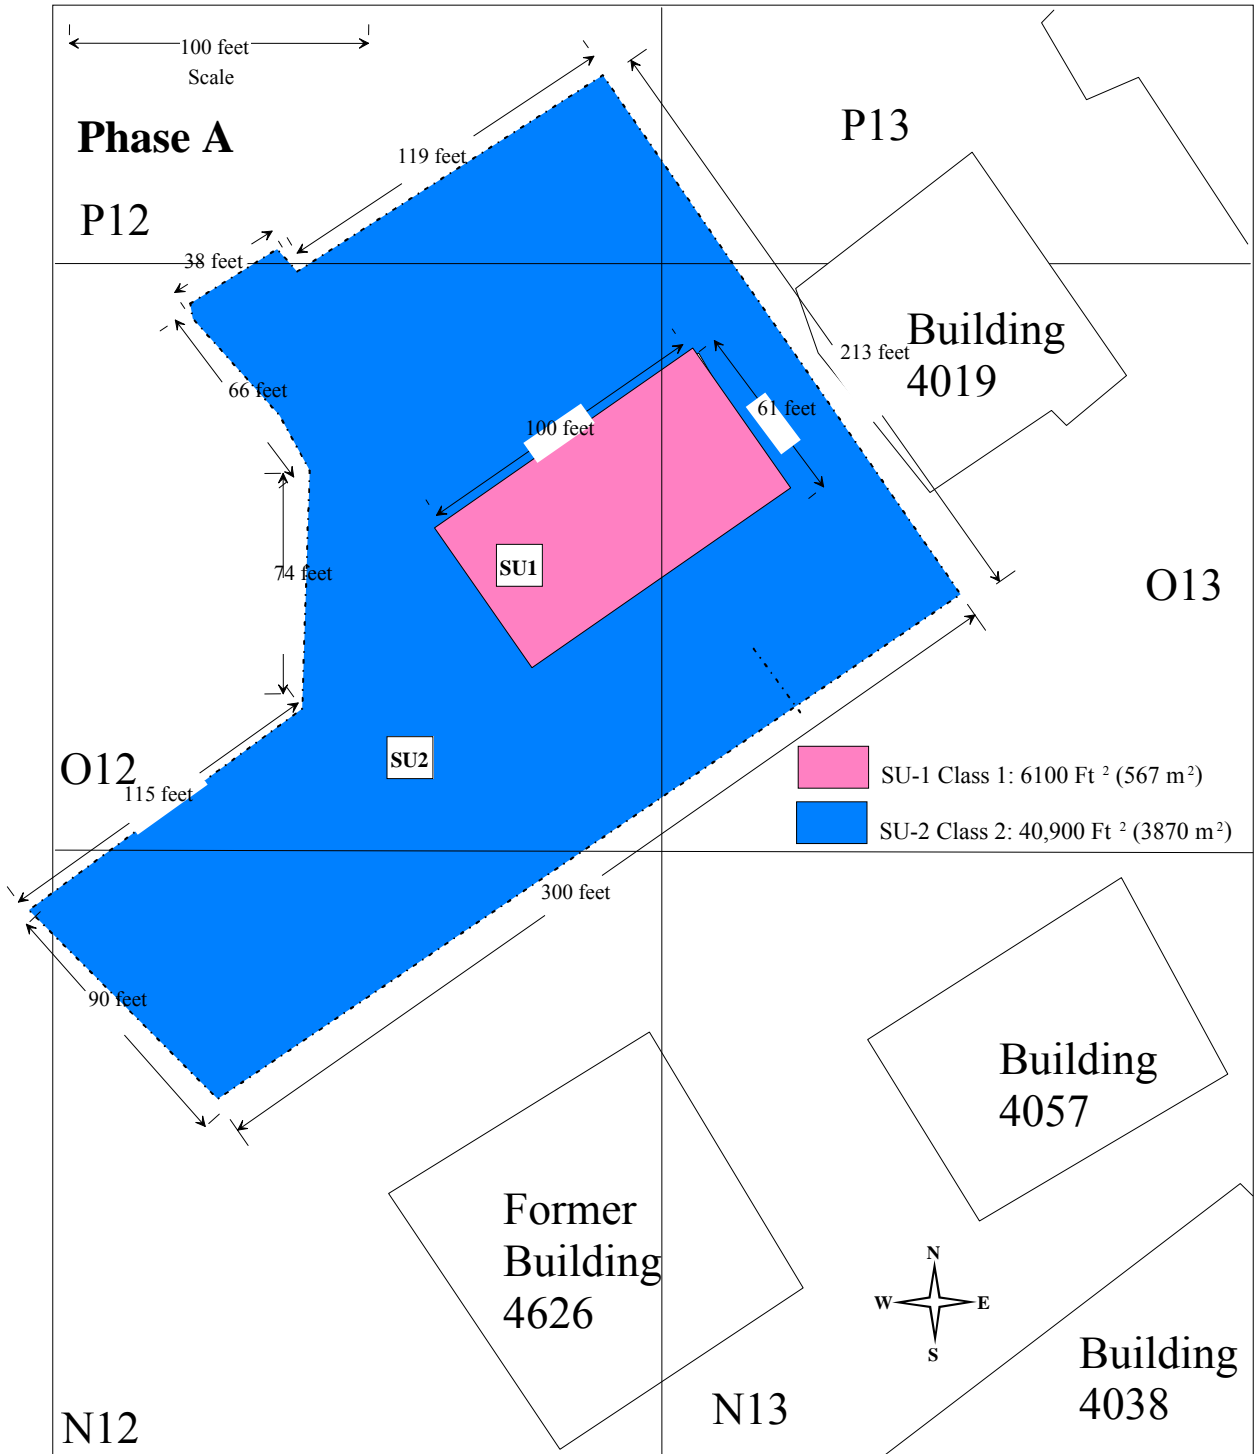 100 feet
Scale
Phase A
P13
119 feet
P12
38 feet
Building
4019
213 feet
66 feet
61 feet
100 feet
SU1
74 feet
O13
SU2
O12
115 feet
SU-1 Class 1: 6100 Ft ² (567 m²)
SU-2 Class 2: 40,900 Ft ² (3870 m²)
300 feet
90 feet
Building
4057
Former
Building
4626
N
W
E
S
Building
4038
N13
N12